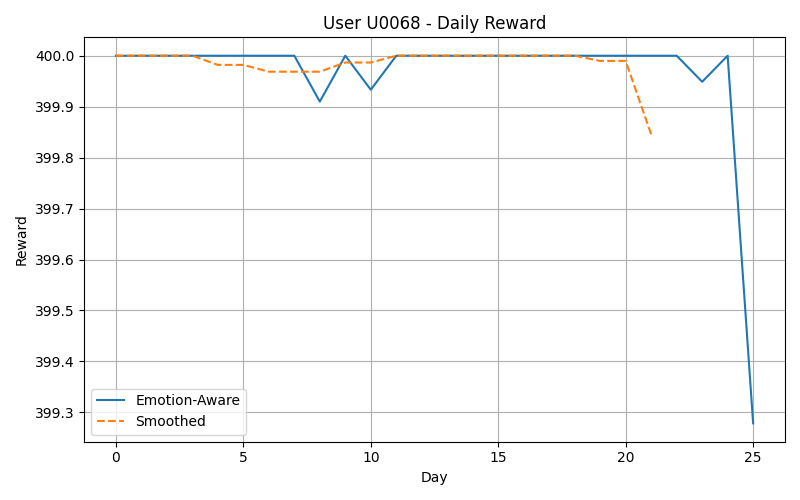 User U0068 - Daily Reward
400.0
399.9
399.8
399.7
399.6
399.5
399.4
399.3
Reward
Emotion-Aware
Smoothed
0 5 10 15 20 25
Day